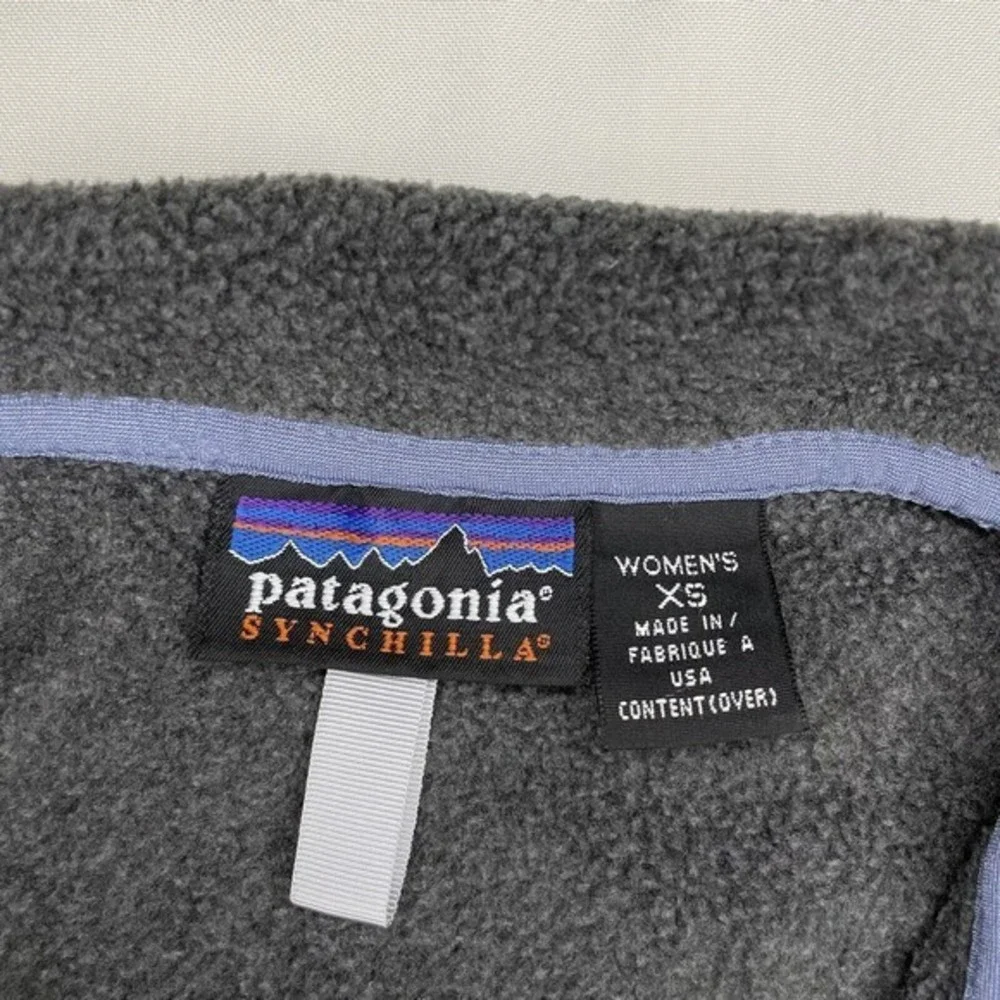 patagonia®
SYNCHILLA®
WOMEN'S
XS
MADE IN/
FABRIQUE A
USA
CONTENT(OVER)